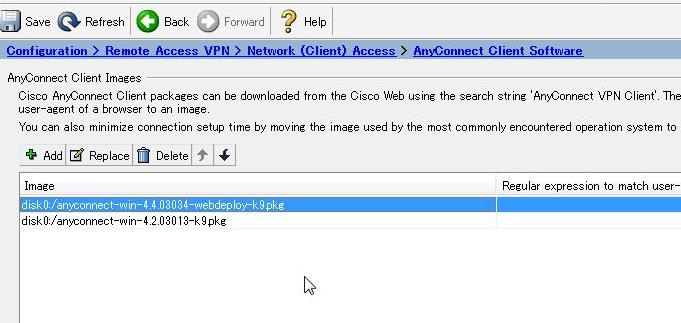 Save Refresh Back Forward Help
Configuration > Remote Access VPN > Network (Client) Access > AnyConnect Client Software
AnyConnect Client Images
Cisco AnyConnect Client packages can be downloaded from the Cisco Web using the search string 'AnyConnect VPN Client'. The
user-agent of a browser to an image.
You can also minimize connection setup time by moving the image used by the most commonly encountered operation system to
Add Replace Delete
Image Regular expression to match user-
disk0:/anyconnect-win-4.4.03034-webdeploy-k9.pkg
disk0:/anyconnect-win-4.2.03013-k9.pkg